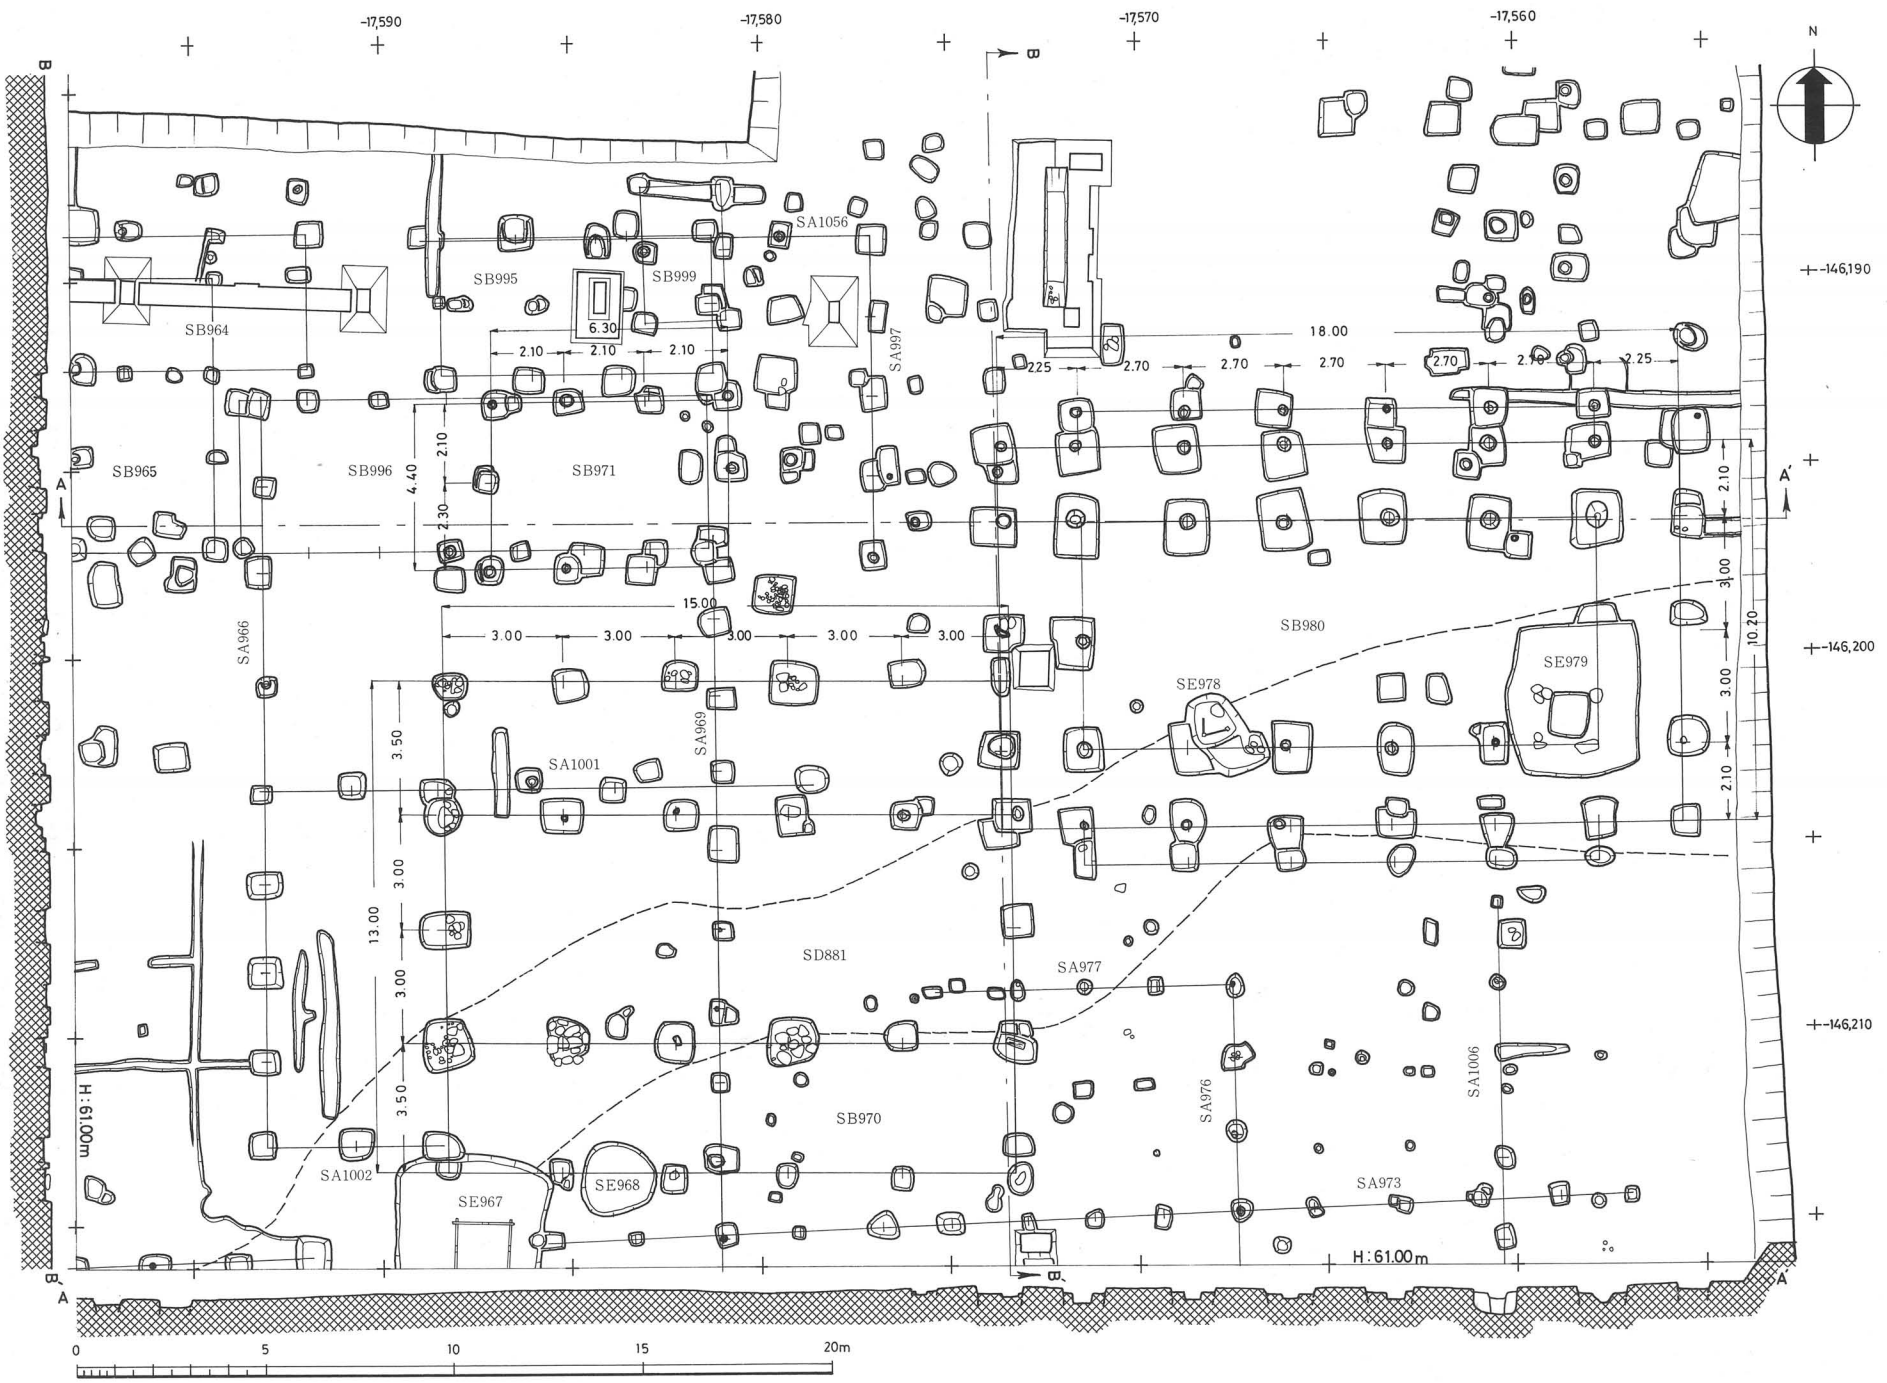 -17,590
-17,580
-17,570
-17,560
N
B
B
SA1056
SB995
SB999
-146,190
SB964
6.30
18.00
SA997
2.10
2.10
2.10
2.25
2.70
2.70
2.70
2.70
2.70
2.25
2.10
4.40
SB965
SB996
SB971
A
A'
2.10
2.30
3.00
15.00
SA966
3.00
3.00
3.00
3.00
3.00
SB980
10.20
-146,200
SE979
3.00
SE978
3.50
SA969
SA1001
2.10
3.00
13.00
SD881
SA977
3.00
-146,210
SA976
SA1006
H:61.00m
3.50
SB970
SA1002
SE967
SE968
SA973
H:61.00m
B'
B'
A
A'
0
5
10
15
20m